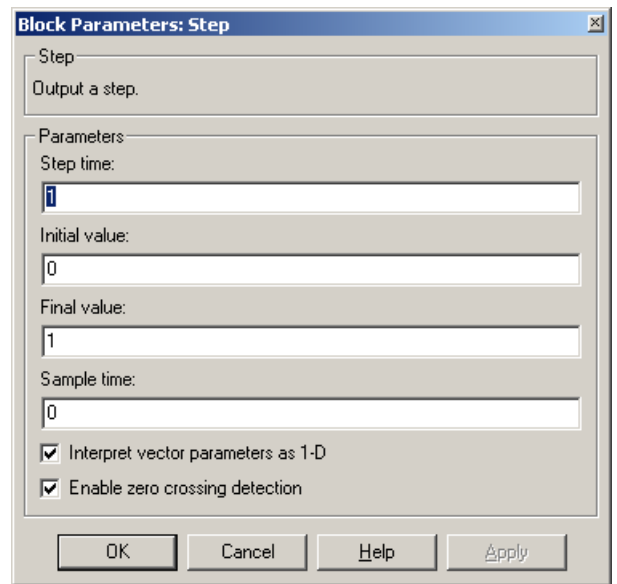 Block Parameters: Step
Step
Output a step.
Parameters
Step time:
1
Initial value:
0
Final value:
1
Sample time:
0
Interpret vector parameters as 1-D
Enable zero crossing detection
OK Cancel Help Apply